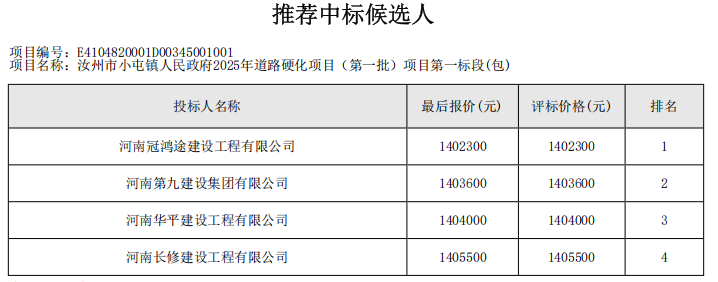 推荐中标候选人
项目编号：E4104820001D00345001001
项目名称：汝州市小屯镇人民政府2025年道路硬化项目（第一批）项目第一标段(包)
投标人名称 最后报价(元) 评标价格(元) 排名
河南冠鸿途建设工程有限公司 1402300 1402300 1
河南第九建设集团有限公司 1403600 1403600 2
河南华平建设工程有限公司 1404000 1404000 3
河南长修建设工程有限公司 1405500 1405500 4